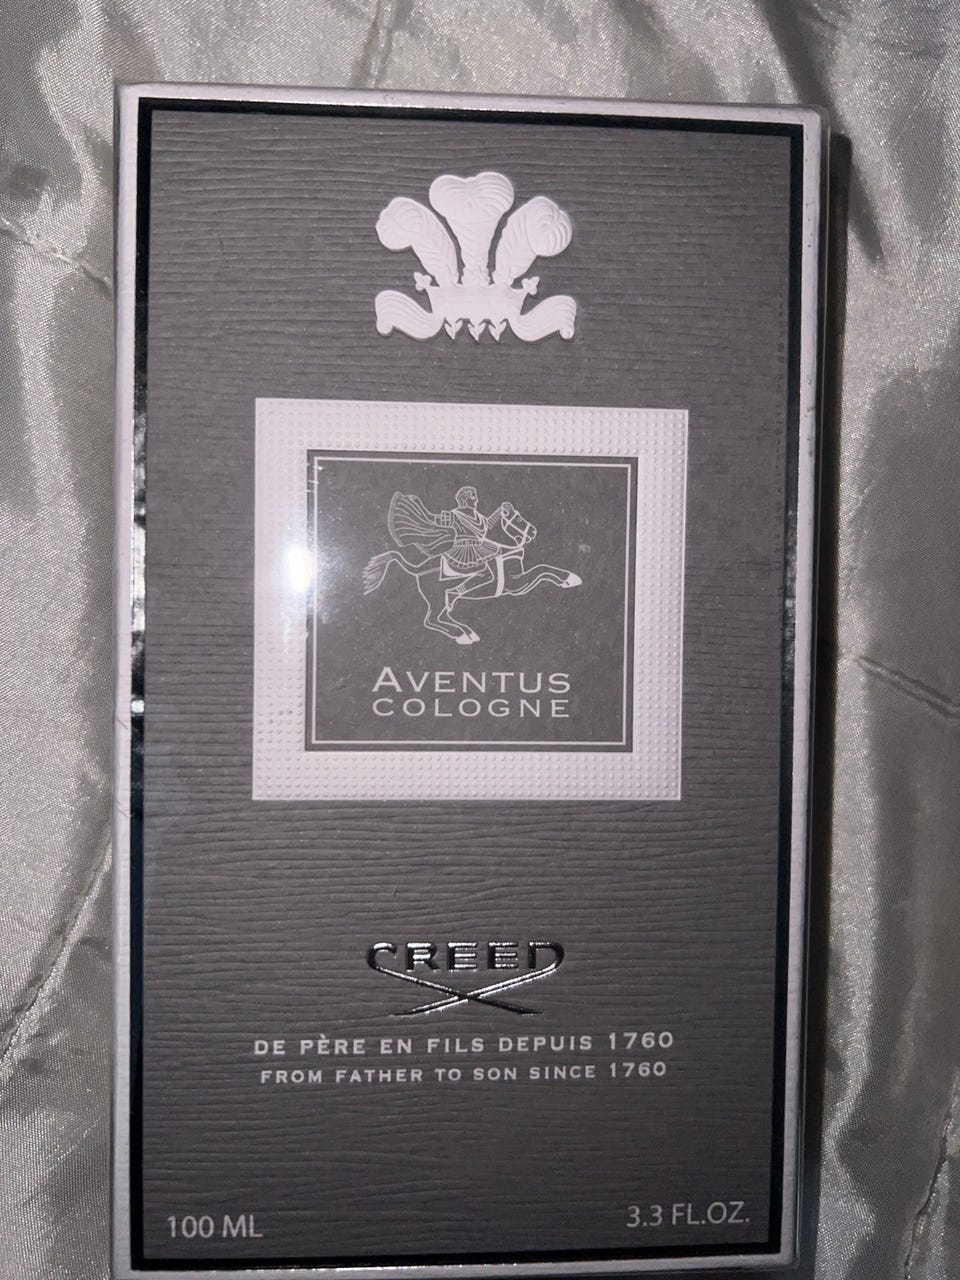 AVENTUS
COLOGNE
CREED
DE PÈRE EN FILS DEPUIS 1760
FROM FATHER TO SON SINCE 1760
100 ML
3.3 FL.OZ.